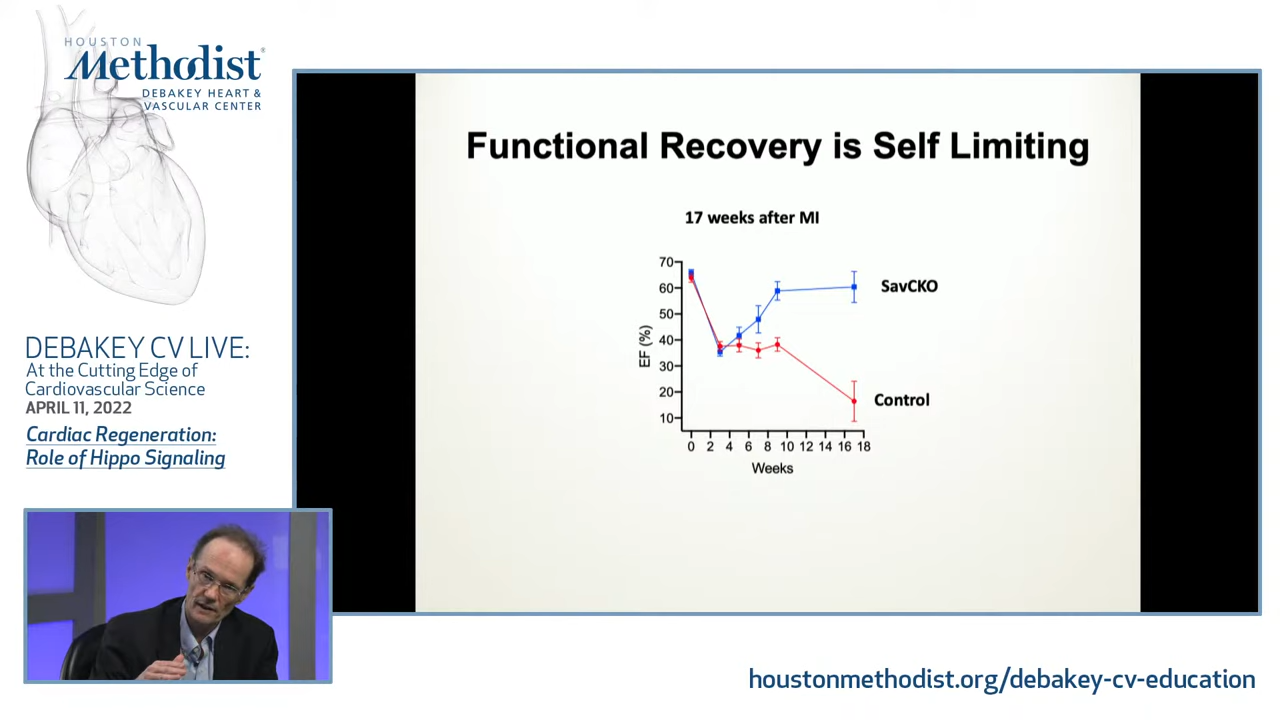 HOUSTON
Methodist®
DEBAKEY HEART &
VASCULAR CENTER
DEBAKEY CV LIVE:
At the Cutting Edge of
Cardiovascular Science
APRIL 11, 2022
Cardiac Regeneration:
Role of Hippo Signaling
Functional Recovery is Self Limiting
17 weeks after MI
70
60
50
40
30
20
10
EF (%)
SavCKO
Control
0 2 4 6 8 10 12 14 16 18
Weeks
houstonmethodist.org/debakey-cv-education